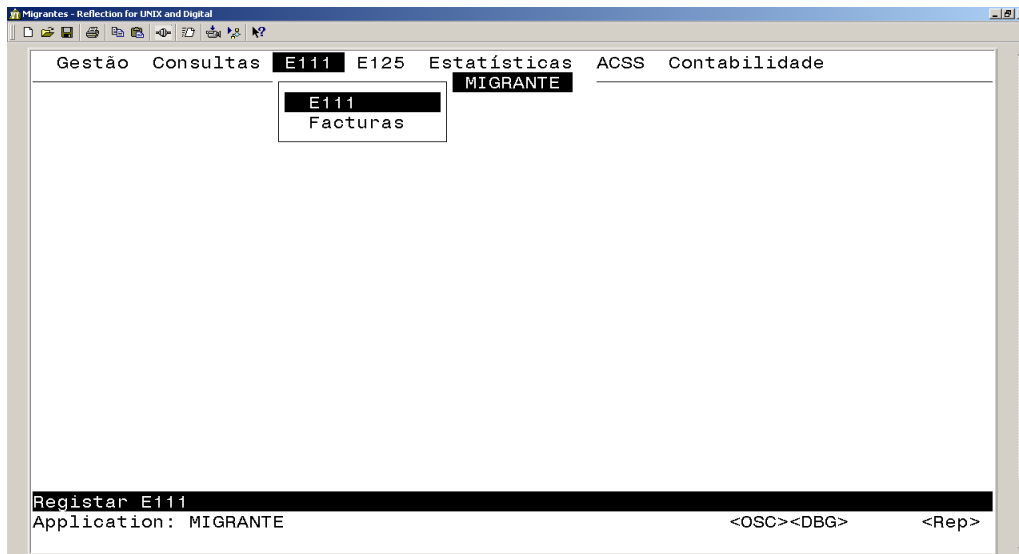 Migrantes - Reflection for UNIX and Digital
Gestão Consultas E111 E125 Estatísticas ACSS Contabilidade
MIGRANTE
E111
Facturas
Registar E111
Application: MIGRANTE <OSC><DBG> <Rep>